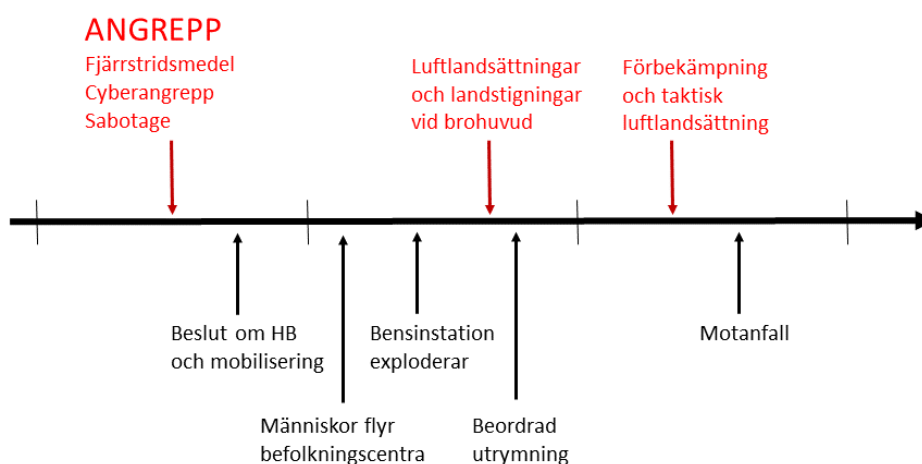 ANGREPP
Fjärrstridsmedel
Cyberangrepp
Sabotage
Luftlandsättningar
och landstigningar
vid brohuvud
Förbekämpning
och taktisk
luftlandsättning
Beslut om HB
och mobilisering
Människor flyr
befolkningscentra
Bensinstation
exploderar
Beordrad
utrymning
Motanfall